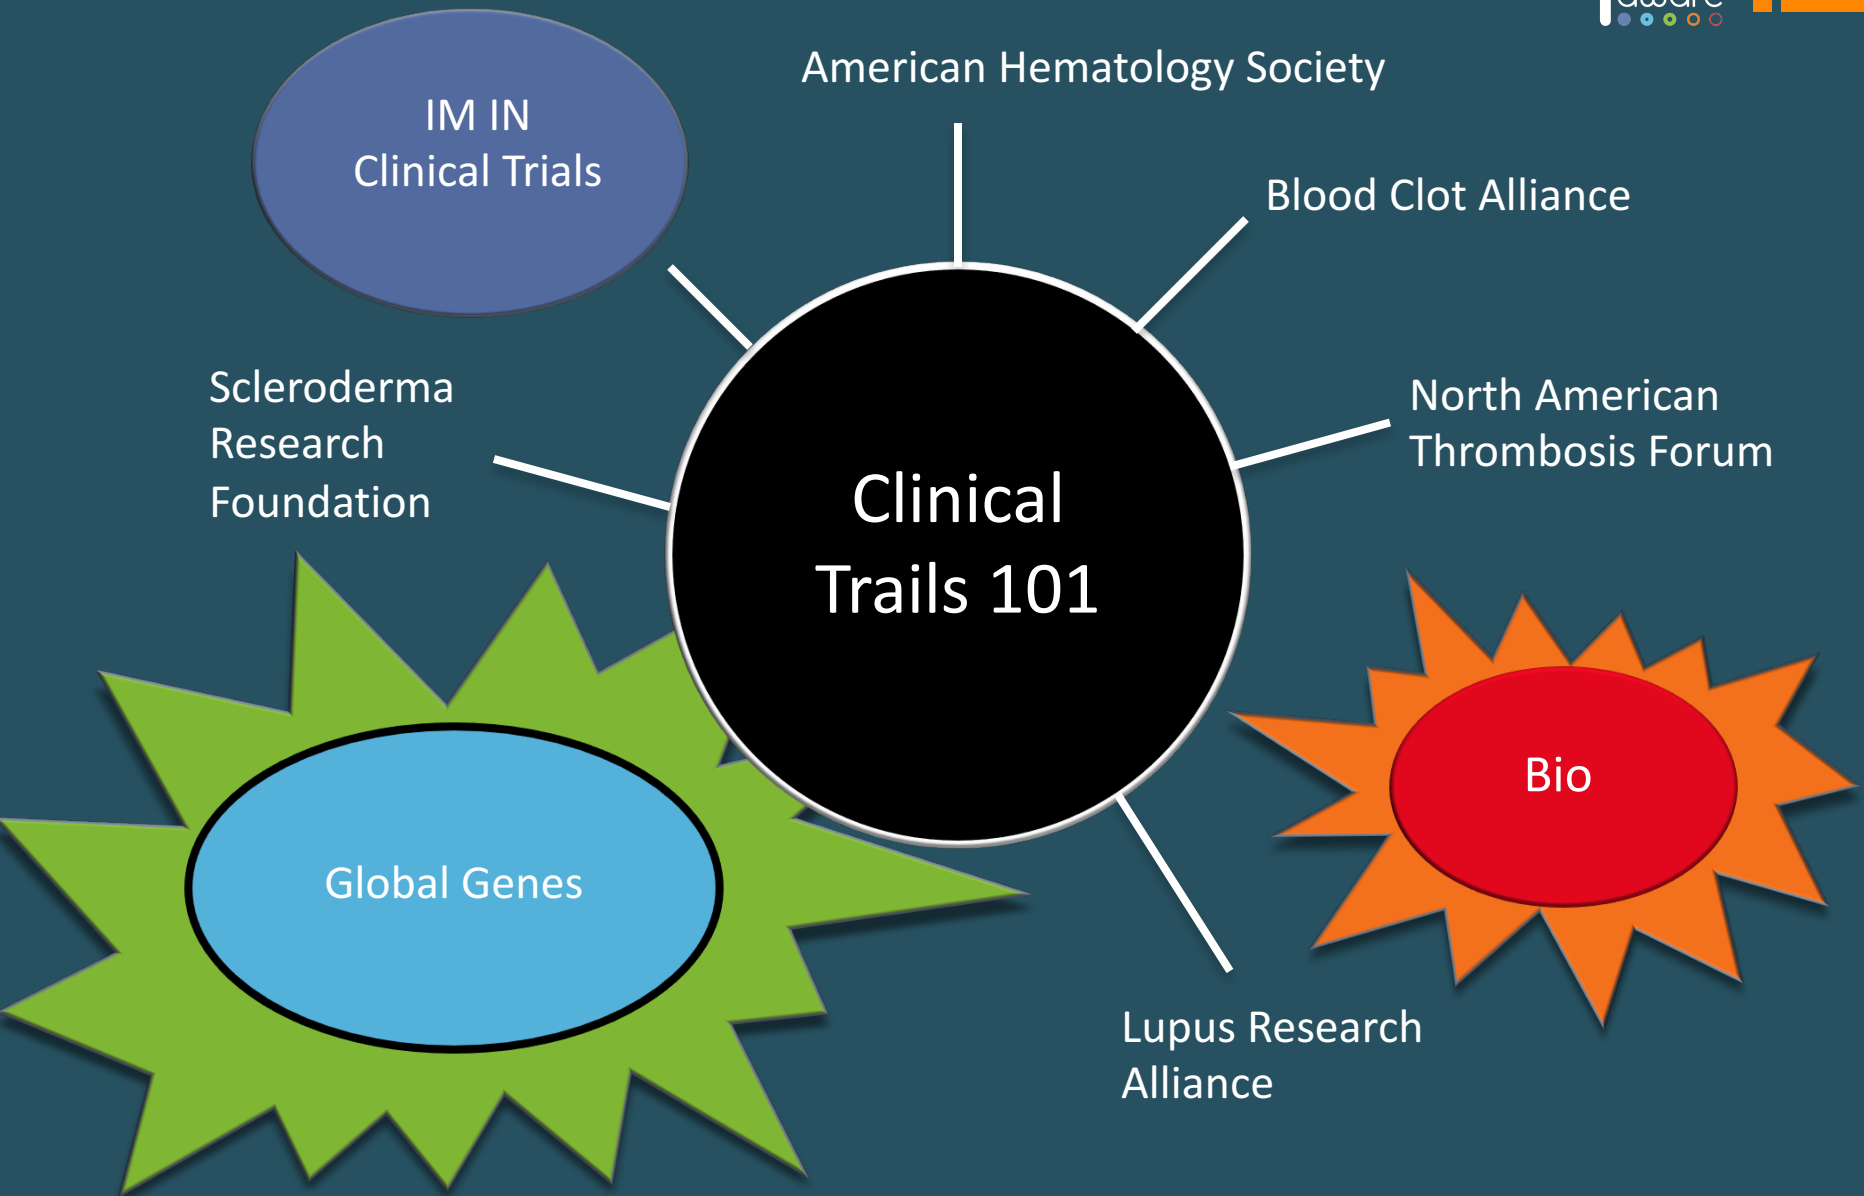 aware
American Hematology Society
IM IN
Clinical Trials
Blood Clot Alliance
Scleroderma
Research
Foundation
North American
Thrombosis Forum
Clinical
Trails 101
Bio
Global Genes
Lupus Research
Alliance